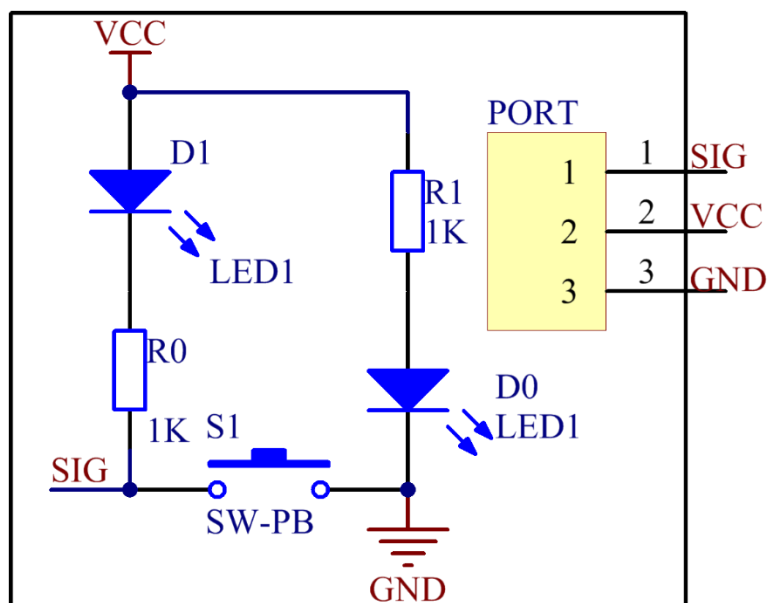 VCC
D1
LED1
R0
1K
SIG
S1
SW-PB
R1
1K
D0
LED1
GND
PORT
1 1 SIG
2 2 VCC
3 3 GND